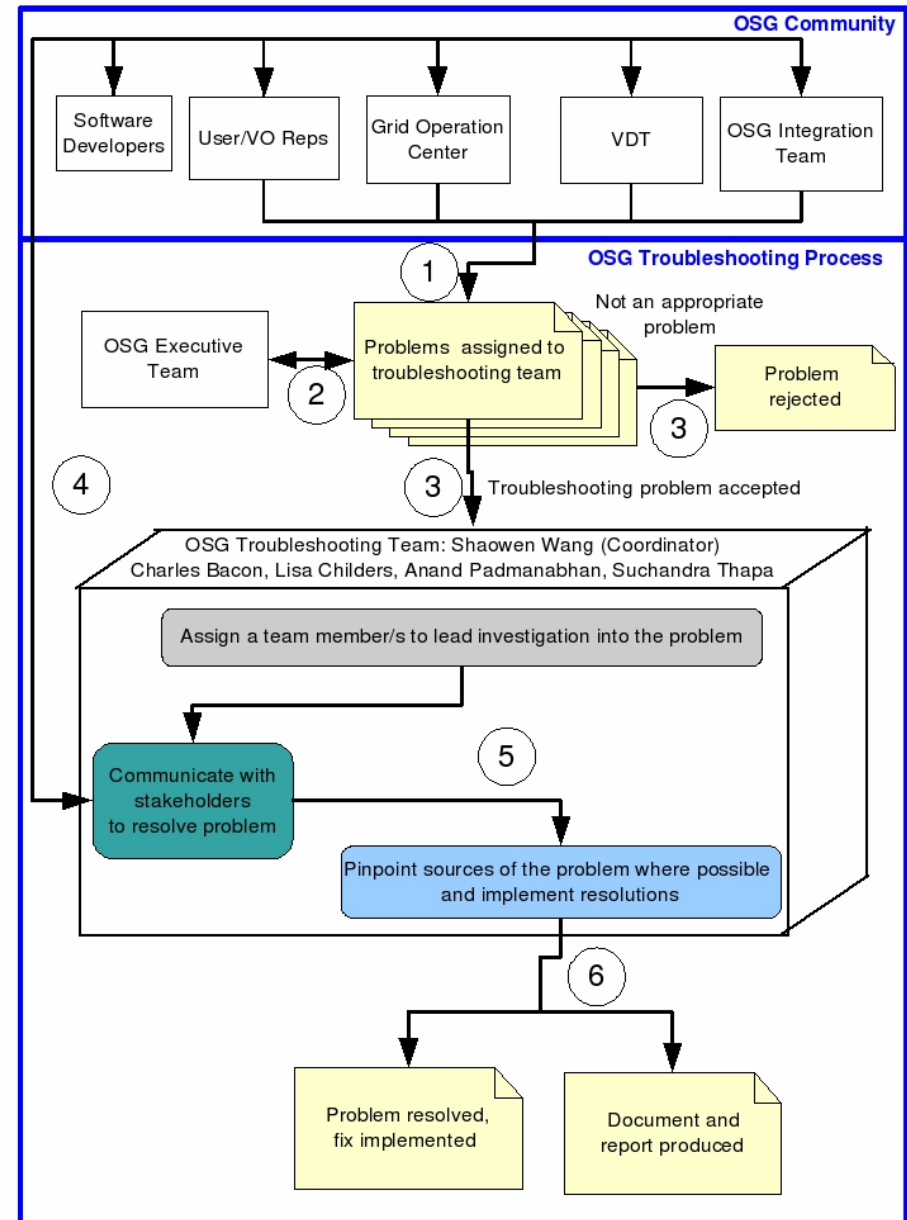 OSG Community
Software
Developers
User/VO Reps
Grid Operation
Center
VDT
OSG Integration
Team
OSG Troubleshooting Process
1
Not an appropriate
problem
OSG Executive
Team
2
Problems assigned to
troubleshooting team
3
Problem
rejected
4
3
Troubleshooting problem accepted
OSG Troubleshooting Team: Shaowen Wang (Coordinator)
Charles Bacon, Lisa Childers, Anand Padmanabhan, Suchandra Thapa
Assign a team member/s to lead investigation into the problem
5
Communicate with
stakeholders
to resolve problem
Pinpoint sources of the problem where possible
and implement resolutions
6
Problem resolved,
fix implemented
Document and
report produced